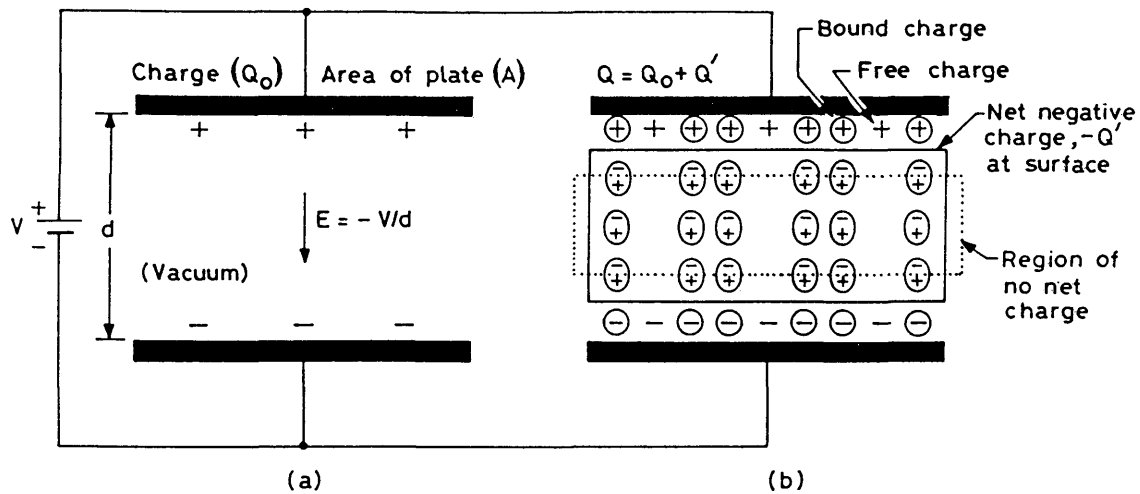 Bound charge
Charge (Q₀) Area of plate (A)
Q = Q₀ + Q'
Free charge
+ + +
⊕ + ⊕ ⊕ + ⊕ ⊕ + ⊕
Net negative
charge, -Q'
at surface
V
+
−
d
E = - V/d
(Vacuum)
Region of
no net
charge
− − −
⊖ − ⊖ ⊖ − ⊖ ⊖ − ⊖
(a)
(b)